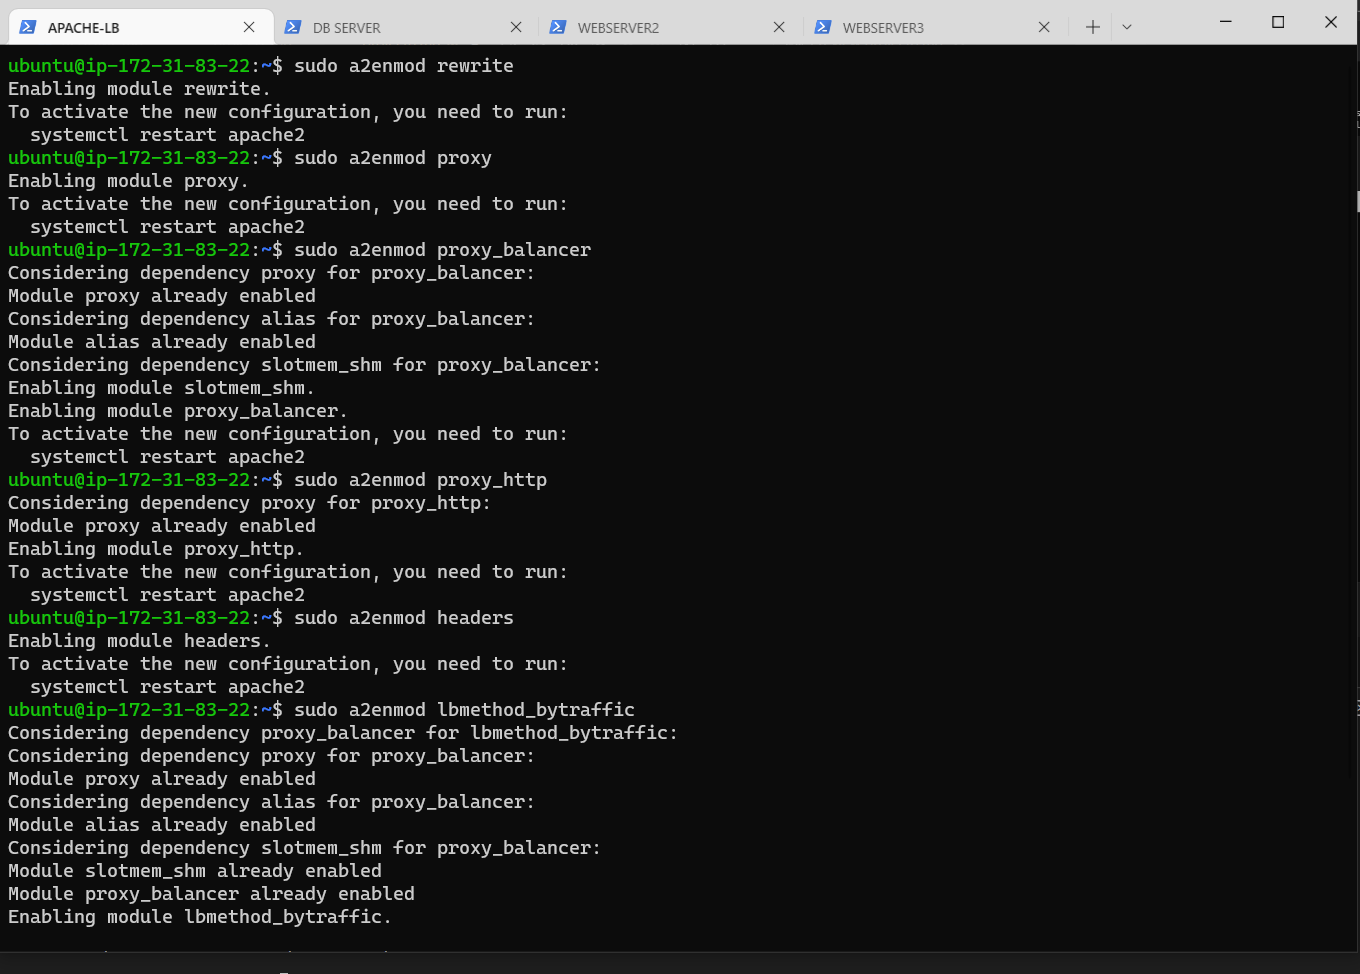 APACHE-LB
DB SERVER
WEBSERVER2
WEBSERVER3
ubuntu@ip-172-31-83-22:~$ sudo a2enmod rewrite
Enabling module rewrite.
To activate the new configuration, you need to run:
  systemctl restart apache2
ubuntu@ip-172-31-83-22:~$ sudo a2enmod proxy
Enabling module proxy.
To activate the new configuration, you need to run:
  systemctl restart apache2
ubuntu@ip-172-31-83-22:~$ sudo a2enmod proxy_balancer
Considering dependency proxy for proxy_balancer:
Module proxy already enabled
Considering dependency alias for proxy_balancer:
Module alias already enabled
Considering dependency slotmem_shm for proxy_balancer:
Enabling module slotmem_shm.
Enabling module proxy_balancer.
To activate the new configuration, you need to run:
  systemctl restart apache2
ubuntu@ip-172-31-83-22:~$ sudo a2enmod proxy_http
Considering dependency proxy for proxy_http:
Module proxy already enabled
Enabling module proxy_http.
To activate the new configuration, you need to run:
  systemctl restart apache2
ubuntu@ip-172-31-83-22:~$ sudo a2enmod headers
Enabling module headers.
To activate the new configuration, you need to run:
  systemctl restart apache2
ubuntu@ip-172-31-83-22:~$ sudo a2enmod lbmethod_bytraffic
Considering dependency proxy_balancer for lbmethod_bytraffic:
Considering dependency proxy for proxy_balancer:
Module proxy already enabled
Considering dependency alias for proxy_balancer:
Module alias already enabled
Considering dependency slotmem_shm for proxy_balancer:
Module slotmem_shm already enabled
Module proxy_balancer already enabled
Enabling module lbmethod_bytraffic.